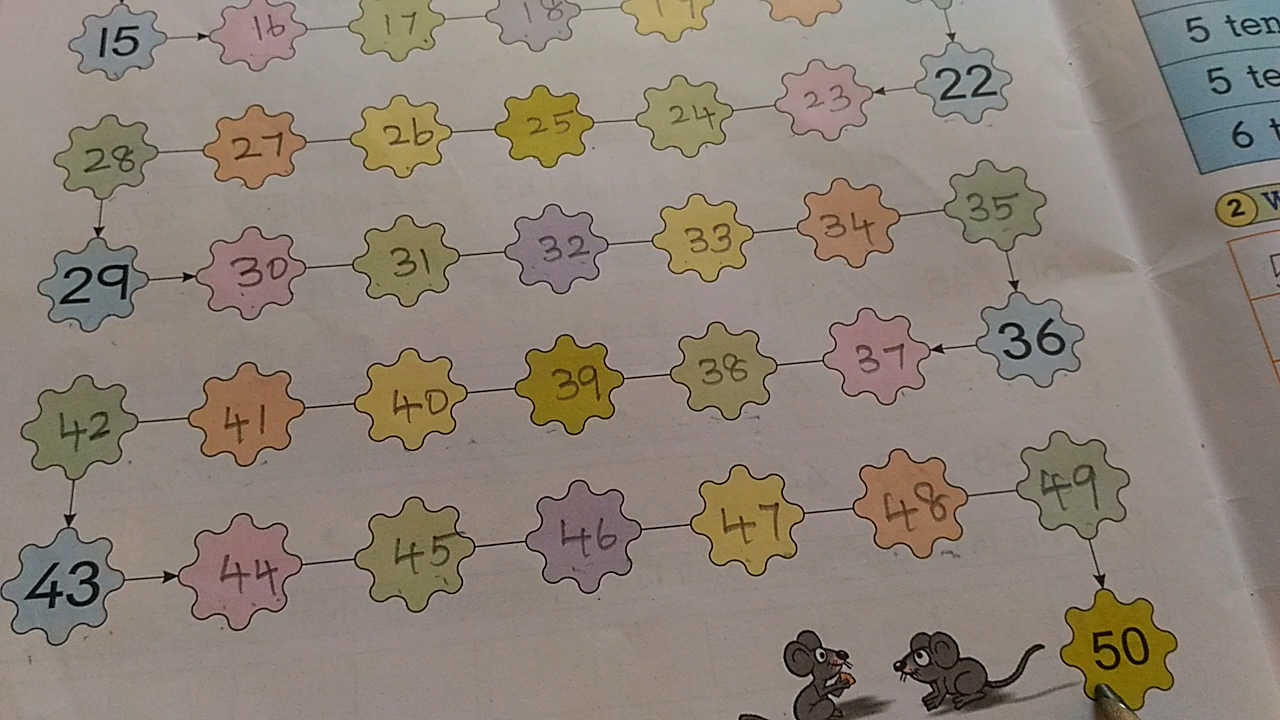 15 16 17 18 19
28 27 26 25 24 23 22
29 30 31 32 33 34 35
42 41 40 39 38 37 36
43 44 45 46 47 48 49
50
5 ten
5 te
6 t
2 W